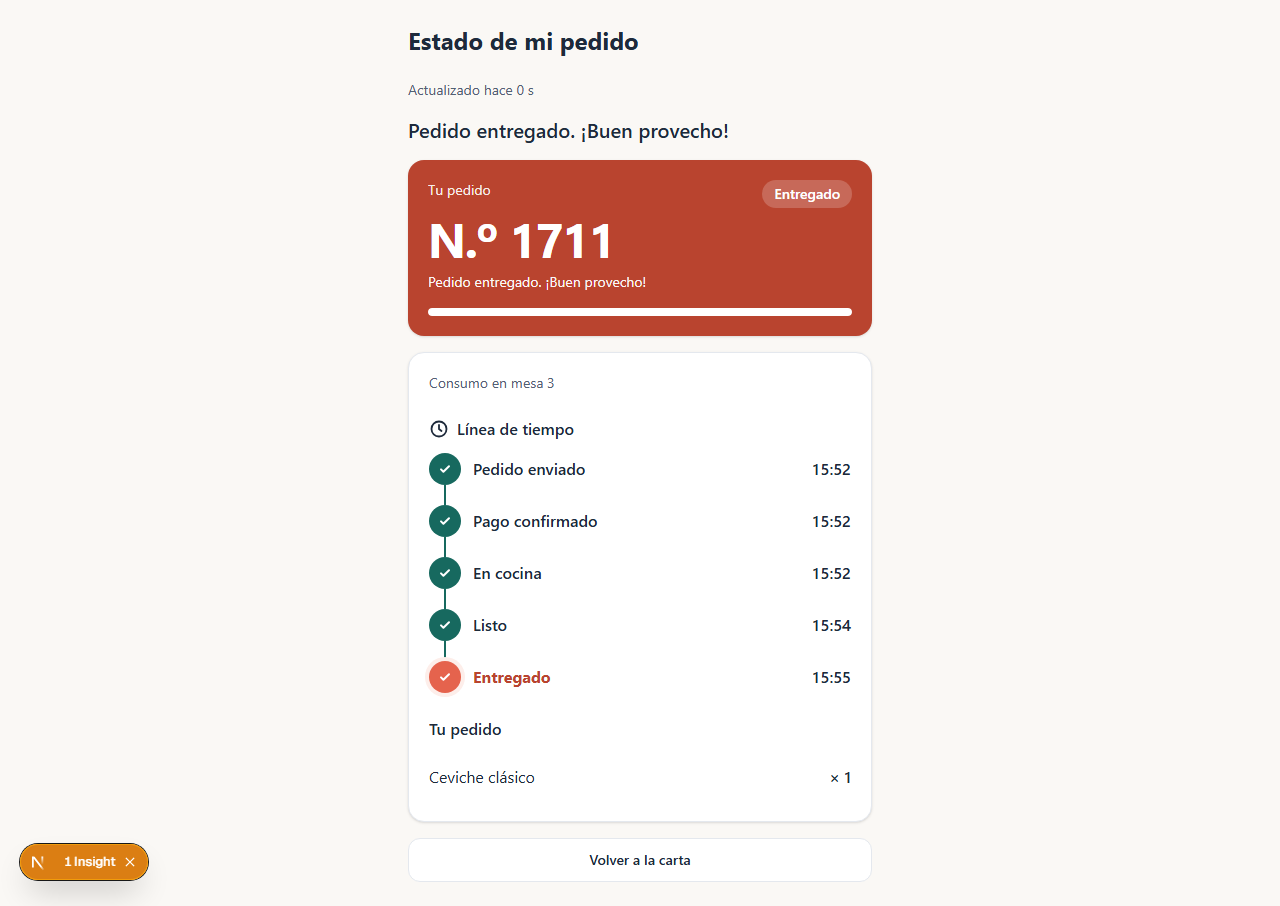 Estado de mi pedido
Actualizado hace 0 s
Pedido entregado. ¡Buen provecho!
Tu pedido
Entregado
N.º 1711
Pedido entregado. ¡Buen provecho!
Consumo en mesa 3
Línea de tiempo
Pedido enviado 15:52
Pago confirmado 15:52
En cocina 15:52
Listo 15:54
Entregado 15:55
Tu pedido
Ceviche clásico × 1
Volver a la carta
N 1 Insight ×